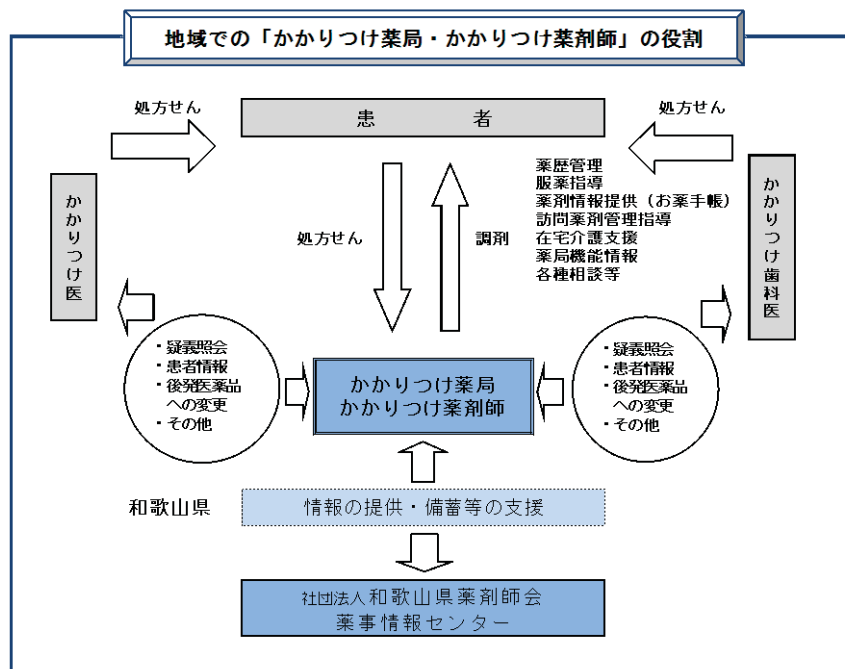 地域での「かかりつけ薬局・かかりつけ薬剤師」の役割
処方せん
処方せん
患者
かかりつけ医
かかりつけ歯科医
処方せん
調剤
薬歴管理
服薬指導
薬剤情報提供（お薬手帳）
訪問薬剤管理指導
在宅介護支援
薬局機能情報
各種相談等
・疑義照会
・患者情報
・後発医薬品
への変更
・その他
かかりつけ薬局
かかりつけ薬剤師
・疑義照会
・患者情報
・後発医薬品
への変更
・その他
和歌山県
情報の提供・備蓄等の支援
社団法人和歌山県薬剤師会
薬事情報センター